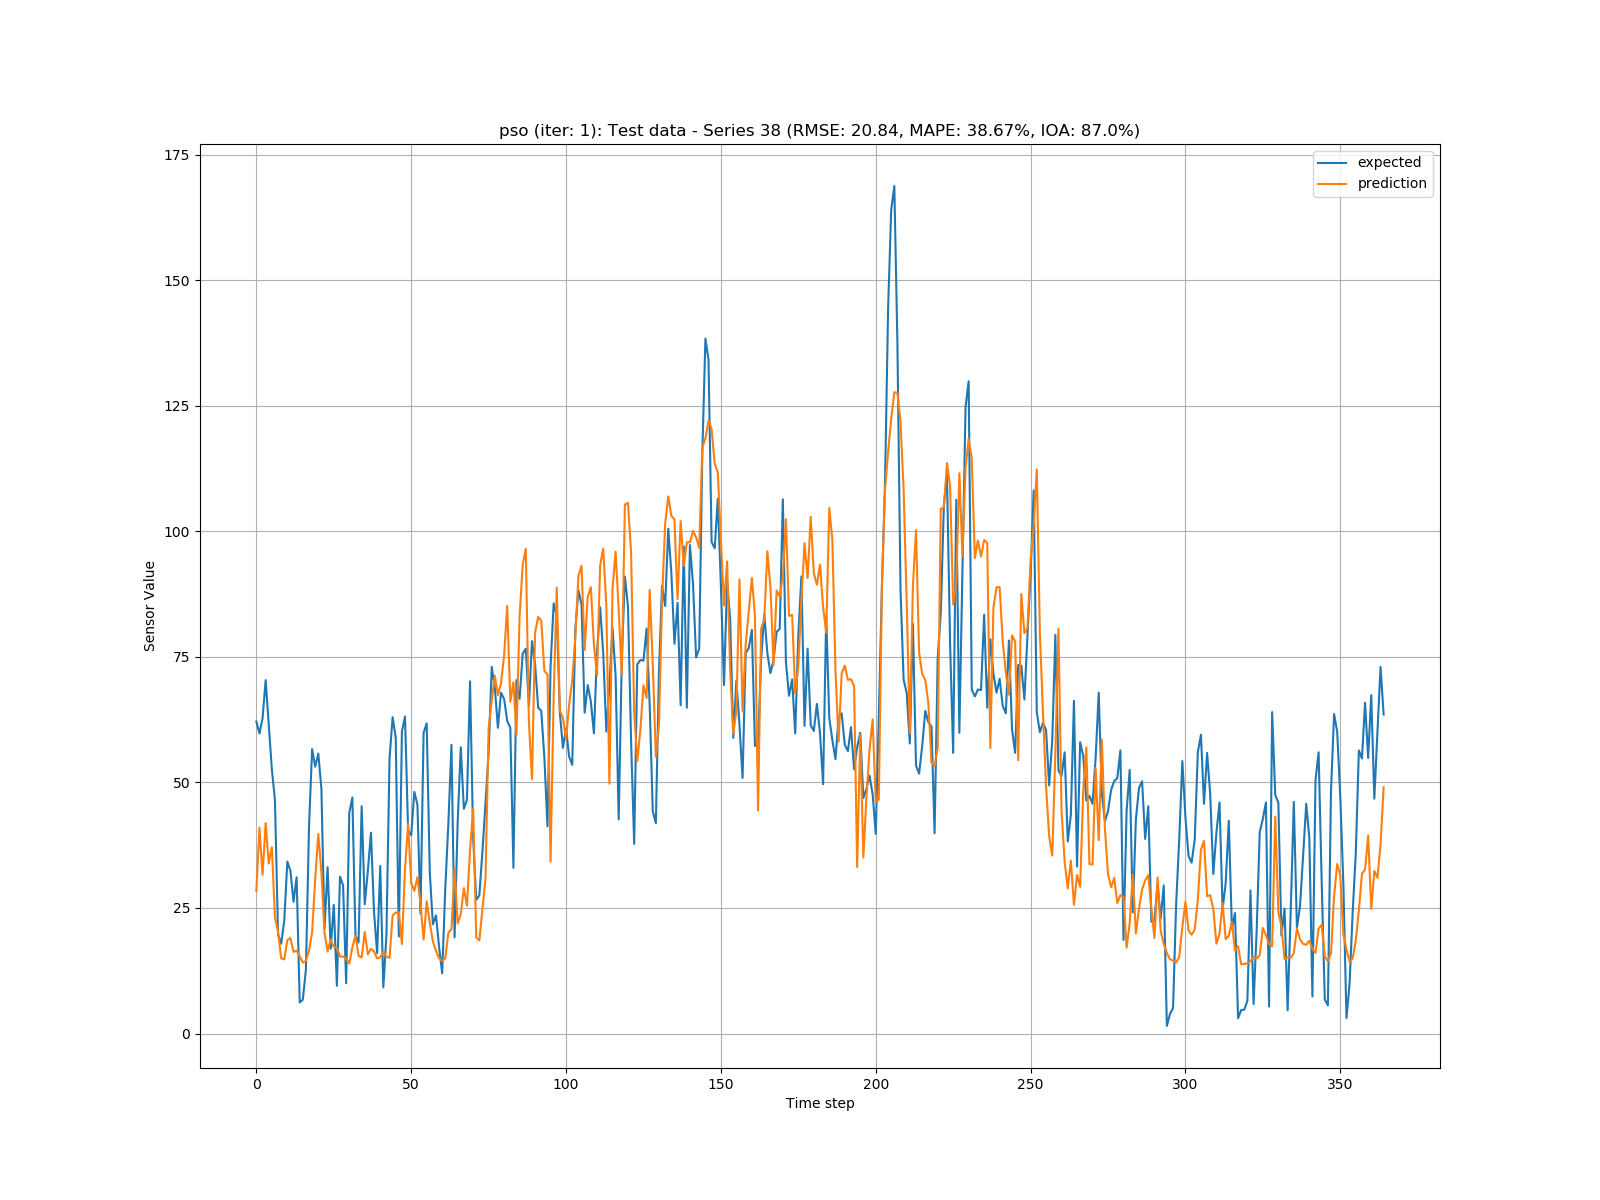 pso (iter: 1): Test data - Series 38 (RMSE: 20.84, MAPE: 38.67%, IOA: 87.0%)
expected
prediction
175
150
125
100
75
50
25
0
Sensor Value
0 50 100 150 200 250 300 350
Time step